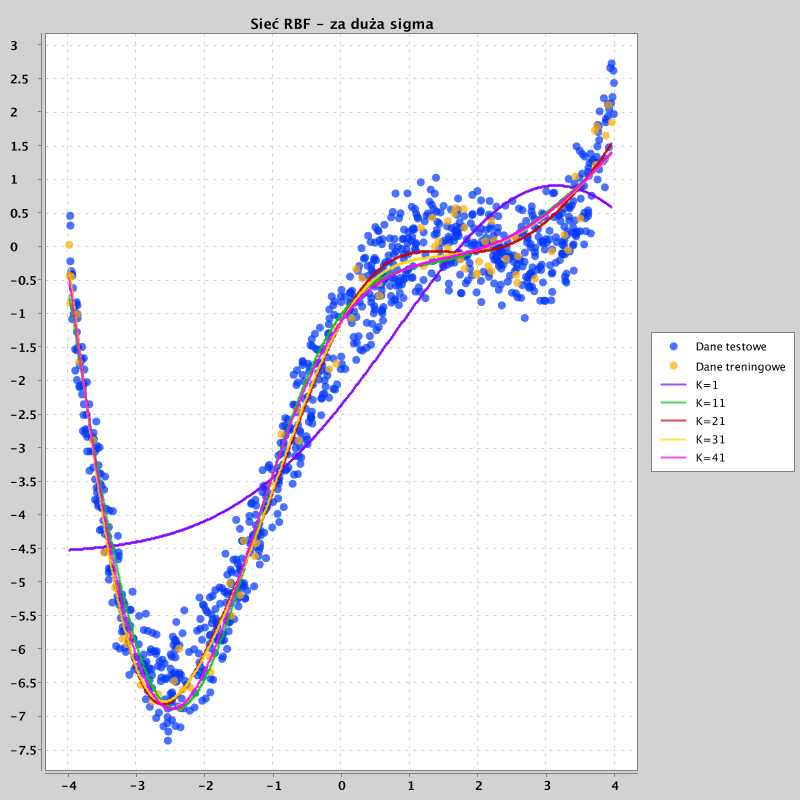 Sieć RBF – za duża sigma
3
2.5
2
1.5
1
0.5
0
-0.5
-1
-1.5
-2
-2.5
-3
-3.5
-4
-4.5
-5
-5.5
-6
-6.5
-7
-7.5
-4 -3 -2 -1 0 1 2 3 4
Dane testowe
Dane treningowe
K=1
K=11
K=21
K=31
K=41